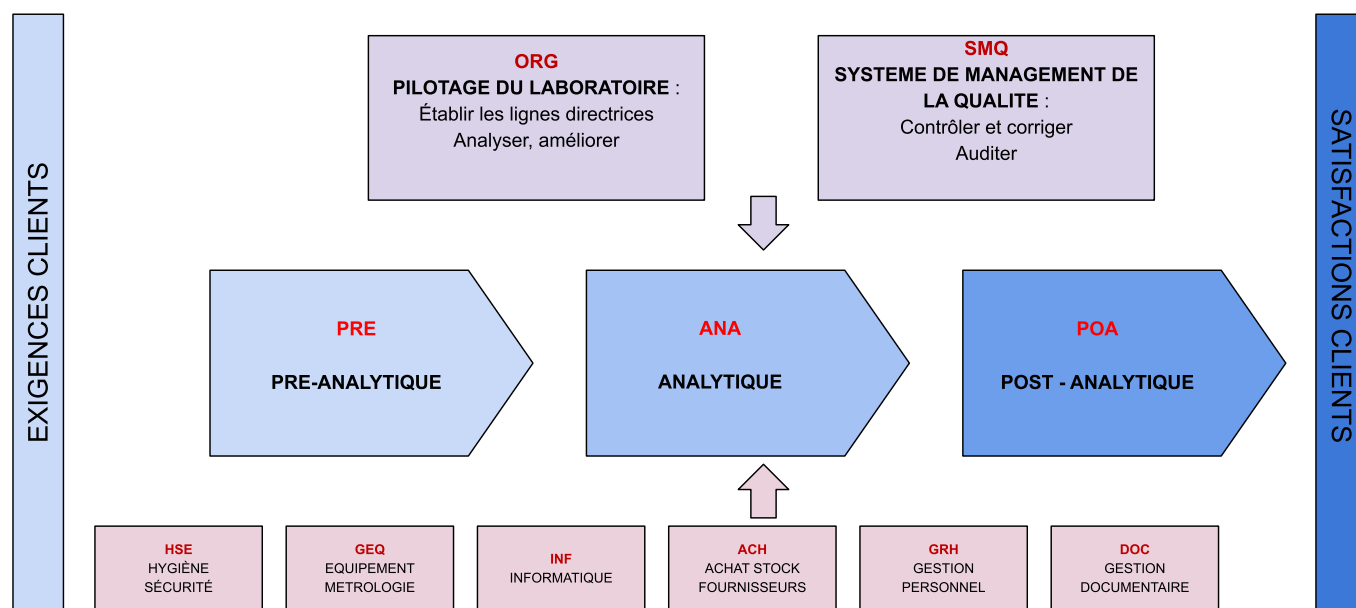 EXIGENCES CLIENTS
ORG
PILOTAGE DU LABORATOIRE :
Établir les lignes directrices
Analyser, améliorer
SMQ
SYSTEME DE MANAGEMENT DE
LA QUALITE :
Contrôler et corriger
Auditer
PRE
PRE-ANALYTIQUE
ANA
ANALYTIQUE
POA
POST - ANALYTIQUE
HSE
HYGIÈNE
SÉCURITÉ
GEQ
EQUIPEMENT
METROLOGIE
INF
INFORMATIQUE
ACH
ACHAT STOCK
FOURNISSEURS
GRH
GESTION
PERSONNEL
DOC
GESTION
DOCUMENTAIRE
SATISFACTIONS CLIENTS